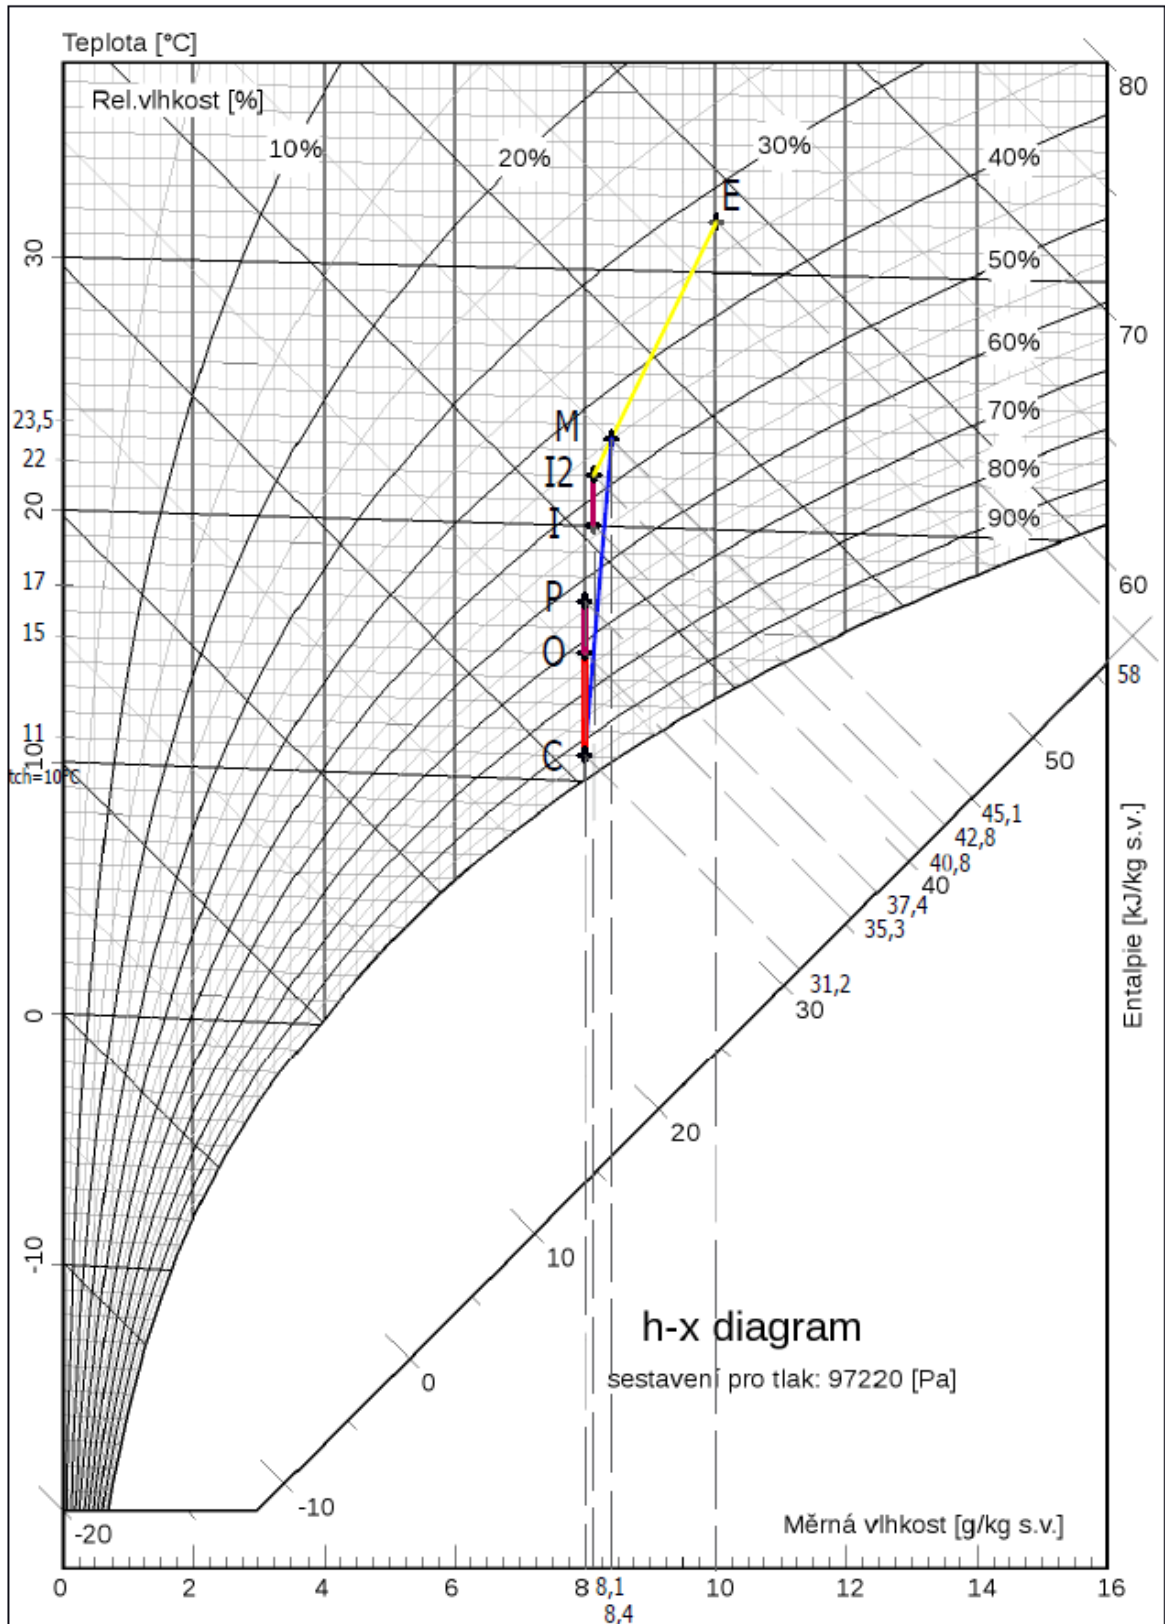 Teplota [°C]
Rel.vlhkost [%]
80
10%
20%
30%
40%
E
30
50%
70
60%
23,5
M
70%
22
I2
80%
20
I
90%
17
P
60
15
O
58
11
C
10
50
tch=10°C
45,1
42,8
40,8
40
37,4
35,3
31,2
30
Entalpie [kJ/kg s.v.]
0
20
-10
10
h-x diagram
0
sestavení pro tlak: 97220 [Pa]
-10
-20
Měrná vlhkost [g/kg s.v.]
0 2 4 6 8 8,1 10 12 14 16
8,4